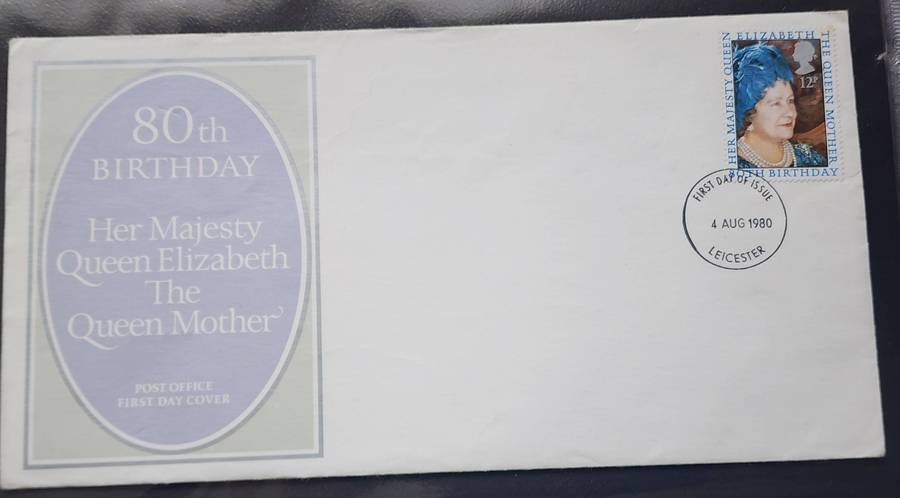 80th
BIRTHDAY
Her Majesty
Queen Elizabeth
The
Queen Mother
POST OFFICE
FIRST DAY COVER
HER MAJESTY QUEEN
ELIZABETH
THE QUEEN MOTHER
12P
80TH BIRTHDAY
FIRST DAY OF ISSUE
4 AUG 1980
LEICESTER